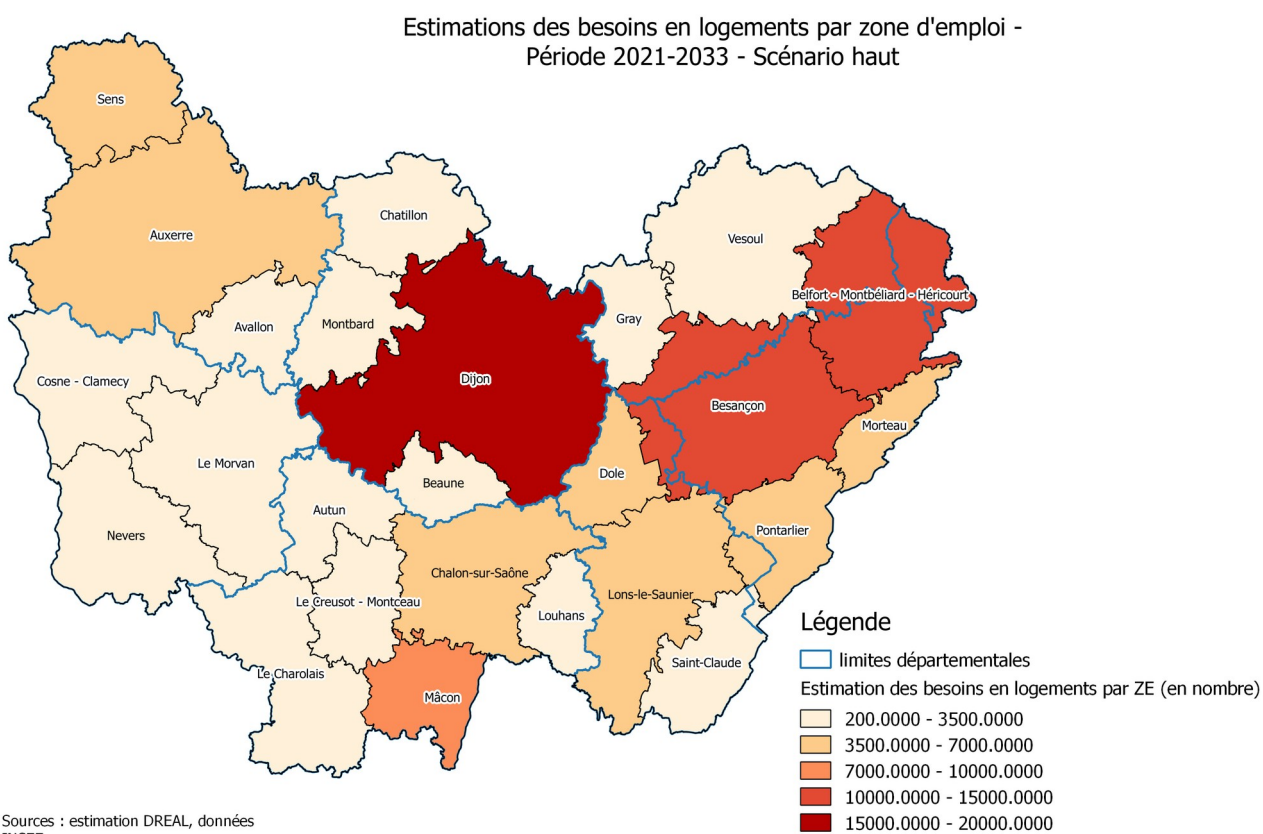 Estimations des besoins en logements par zone d'emploi -
Période 2021-2033 - Scénario haut
Sens
Chatillon
Auxerre
Vesoul
Belfort - Montbéliard - Héricourt
Gray
Montbard
Avallon
Dijon
Cosne - Clamecy
Besançon
Morteau
Le Morvan
Dole
Beaune
Autun
Pontarlier
Nevers
Chalon-sur-Saône
Lons-le-Saunier
Le Creusot - Montceau
Louhans
Saint-Claude
Le Charolais
Mâcon
Légende
limites départementales
Estimation des besoins en logements par ZE (en nombre)
200.0000 - 3500.0000
3500.0000 - 7000.0000
7000.0000 - 10000.0000
10000.0000 - 15000.0000
15000.0000 - 20000.0000
Sources : estimation DREAL, données